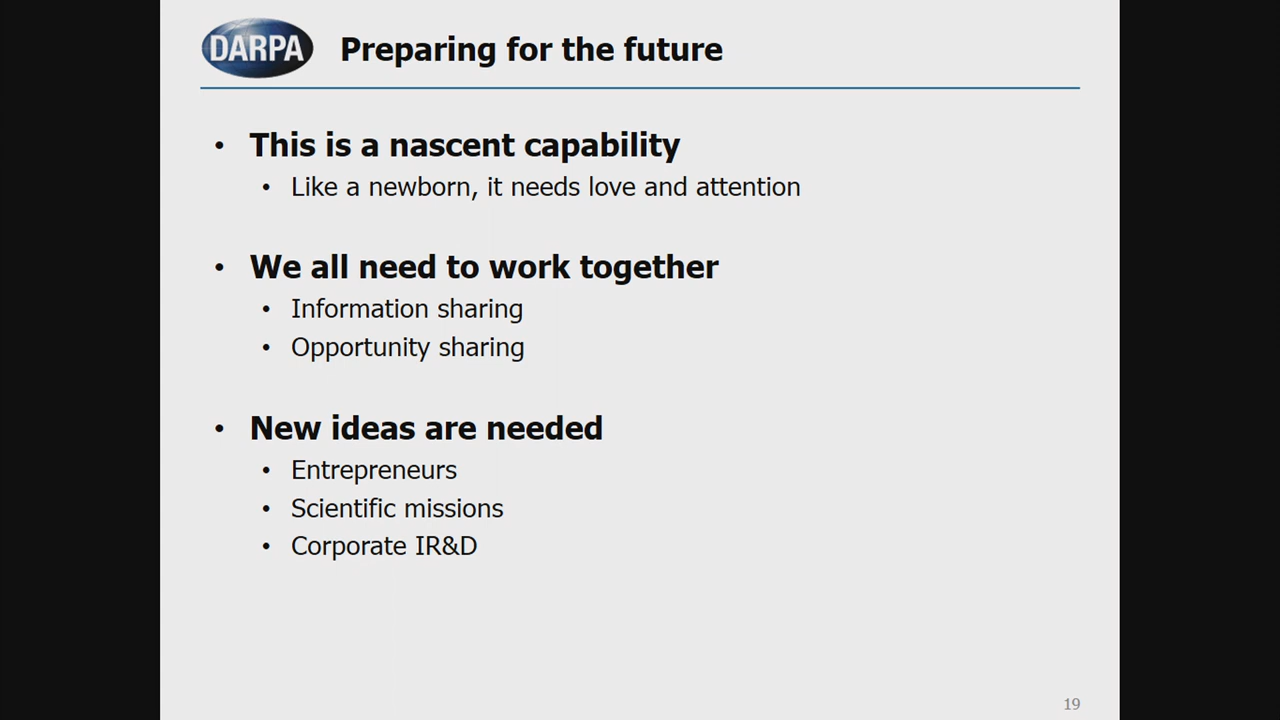 DARPA
Preparing for the future
• This is a nascent capability
• Like a newborn, it needs love and attention
• We all need to work together
• Information sharing
• Opportunity sharing
• New ideas are needed
• Entrepreneurs
• Scientific missions
• Corporate IR&D
19